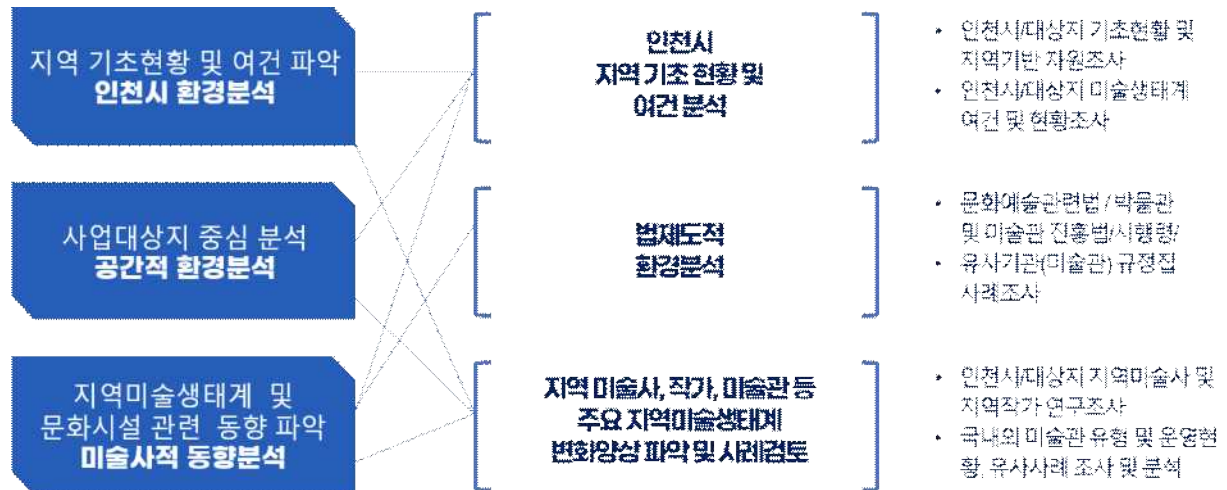 지역 기초현황 및 여건 파악
인천시 환경분석
인천시
지역 기초 현황 및
여건 분석
• 인천시/대상지 기초현황 및
지역기반 자원조사
• 인천시/대상지 미술생태계
여건 및 현황조사
사업대상지 중심 분석
공간적 환경분석
법제도적
환경분석
• 문화예술관련법 / 박물관
및 미술관 진흥법/시행령/
• 유사기관(미술관) 규정집
사례조사
지역미술생태계 및
문화시설 관련 동향 파악
미술사적 동향분석
지역 미술사, 작가, 미술관 등
주요 지역미술생태계
변화양상 파악 및 사례검토
• 인천시/대상지 지역미술사 및
지역작가 연구조사
• 국내외 미술관 유형 및 운영현
황, 유사사례 조사 및 분석